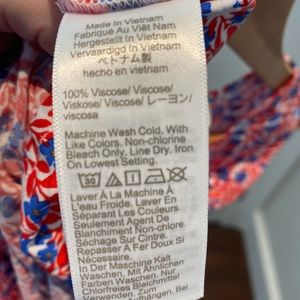 Made In Vietnam
Fabriqué Au Viêt Nam
Hergestellt In Vietnam
Vervaardigd In Vietnam
ベトナム製
hecho en vietnam
100% Viscose/ Viscose/
Viskose/ Viscose/ レーヨン/
viscosa
Machine Wash Cold. With
Like Colors. Non-chlorine
Bleach Only. Line Dry. Iron
On Lowest Setting.
30
Laver À La Machine À
L'eau Froide. Laver En
Séparant Les Couleurs.
Seulement Agent De
Blanchiment Non Chloré.
Séchage Sur Cintre.
Repasser À Fer Doux Si
Nécessaire.
In Der Maschine Kalt
Waschen. Mit Ähnlichen
Farben Waschen. Nur
Chlorfreies Bleichmittel
Verwenden. Zum